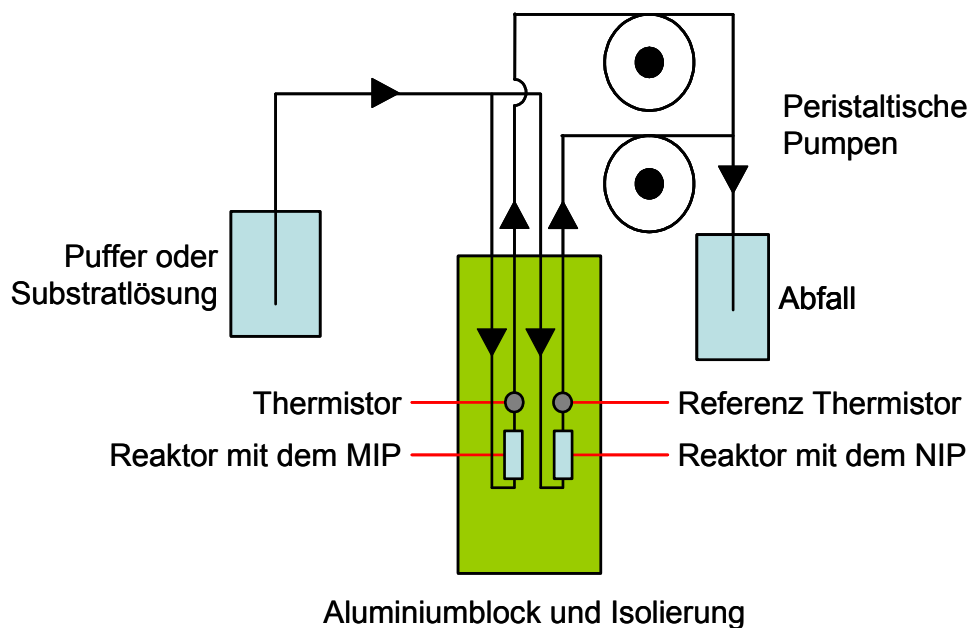 Peristaltische
Pumpen
Puffer oder
Substratlösung
Abfall
Thermistor
Referenz Thermistor
Reaktor mit dem MIP
Reaktor mit dem NIP
Aluminiumblock und Isolierung